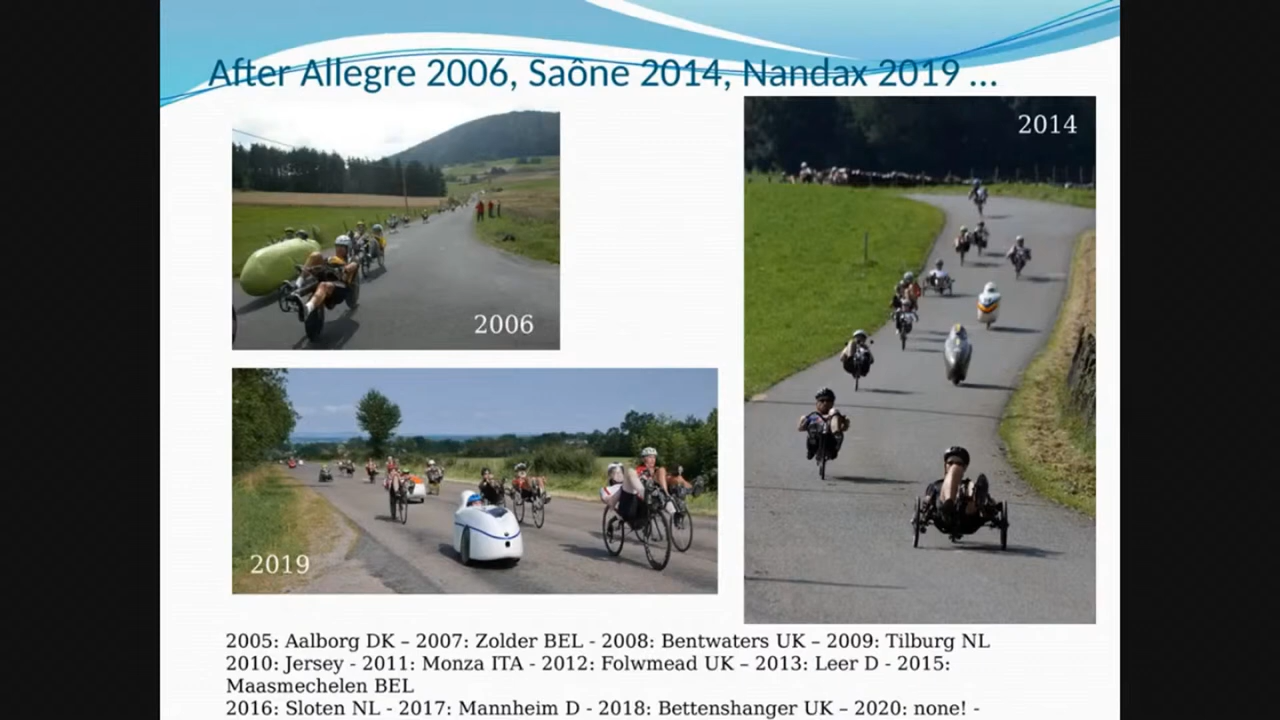 After Allegre 2006, Saône 2014, Nandax 2019 ...
2014
2006
2019
2005: Aalborg DK – 2007: Zolder BEL - 2008: Bentwaters UK – 2009: Tilburg NL
2010: Jersey - 2011: Monza ITA - 2012: Folwmead UK – 2013: Leer D - 2015:
Maasmechelen BEL
2016: Sloten NL - 2017: Mannheim D - 2018: Bettenshanger UK – 2020: none! -